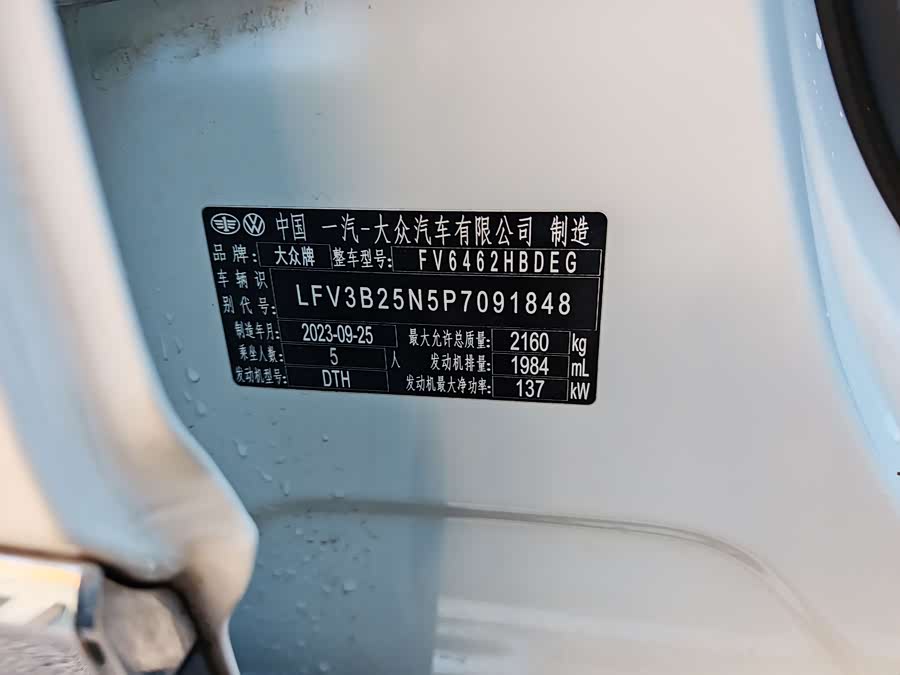 中国 一汽-大众汽车有限公司 制造
品牌: 大众牌 整车型号: FV6462HBDEG
车辆识别代号: LFV3B25N5P7091848
制造年月: 2023-09-25 最大允许总质量: 2160 kg
乘坐人数: 5 人 发动机排量: 1984 mL
发动机型号: DTH 发动机最大净功率: 137 kW